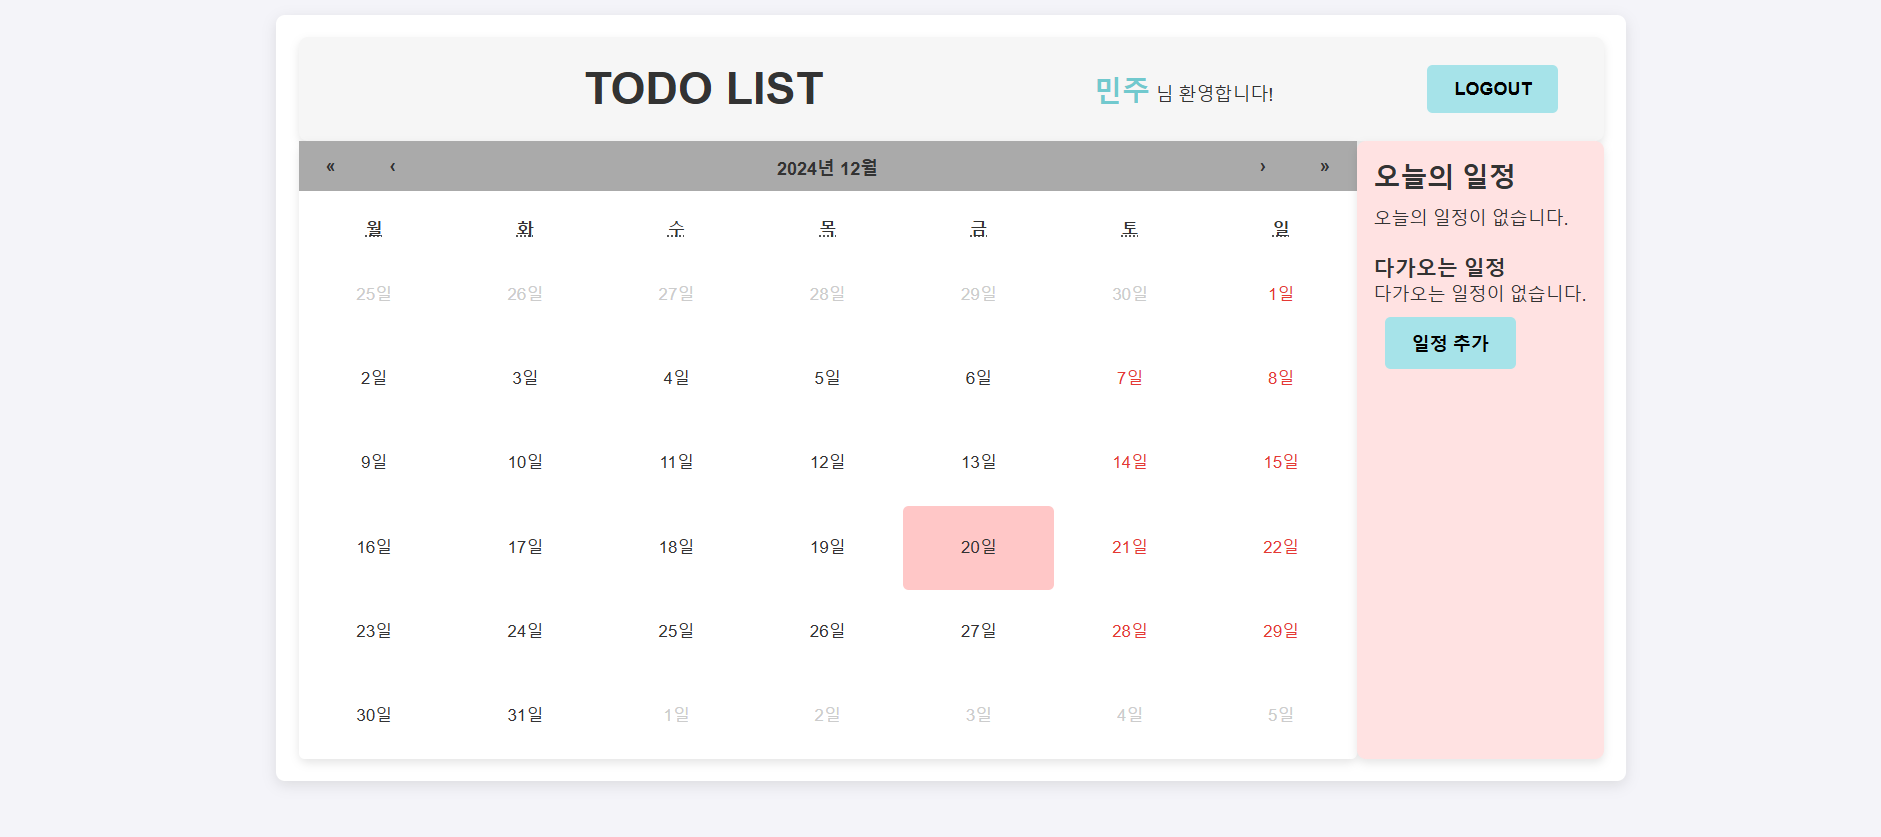 TODO LIST
민주 님 환영합니다!
LOGOUT
« ‹ 2024년 12월 › »
월 화 수 목 금 토 일
25일 26일 27일 28일 29일 30일 1일
2일 3일 4일 5일 6일 7일 8일
9일 10일 11일 12일 13일 14일 15일
16일 17일 18일 19일 20일 21일 22일
23일 24일 25일 26일 27일 28일 29일
30일 31일 1일 2일 3일 4일 5일
오늘의 일정
오늘의 일정이 없습니다.
다가오는 일정
다가오는 일정이 없습니다.
일정 추가